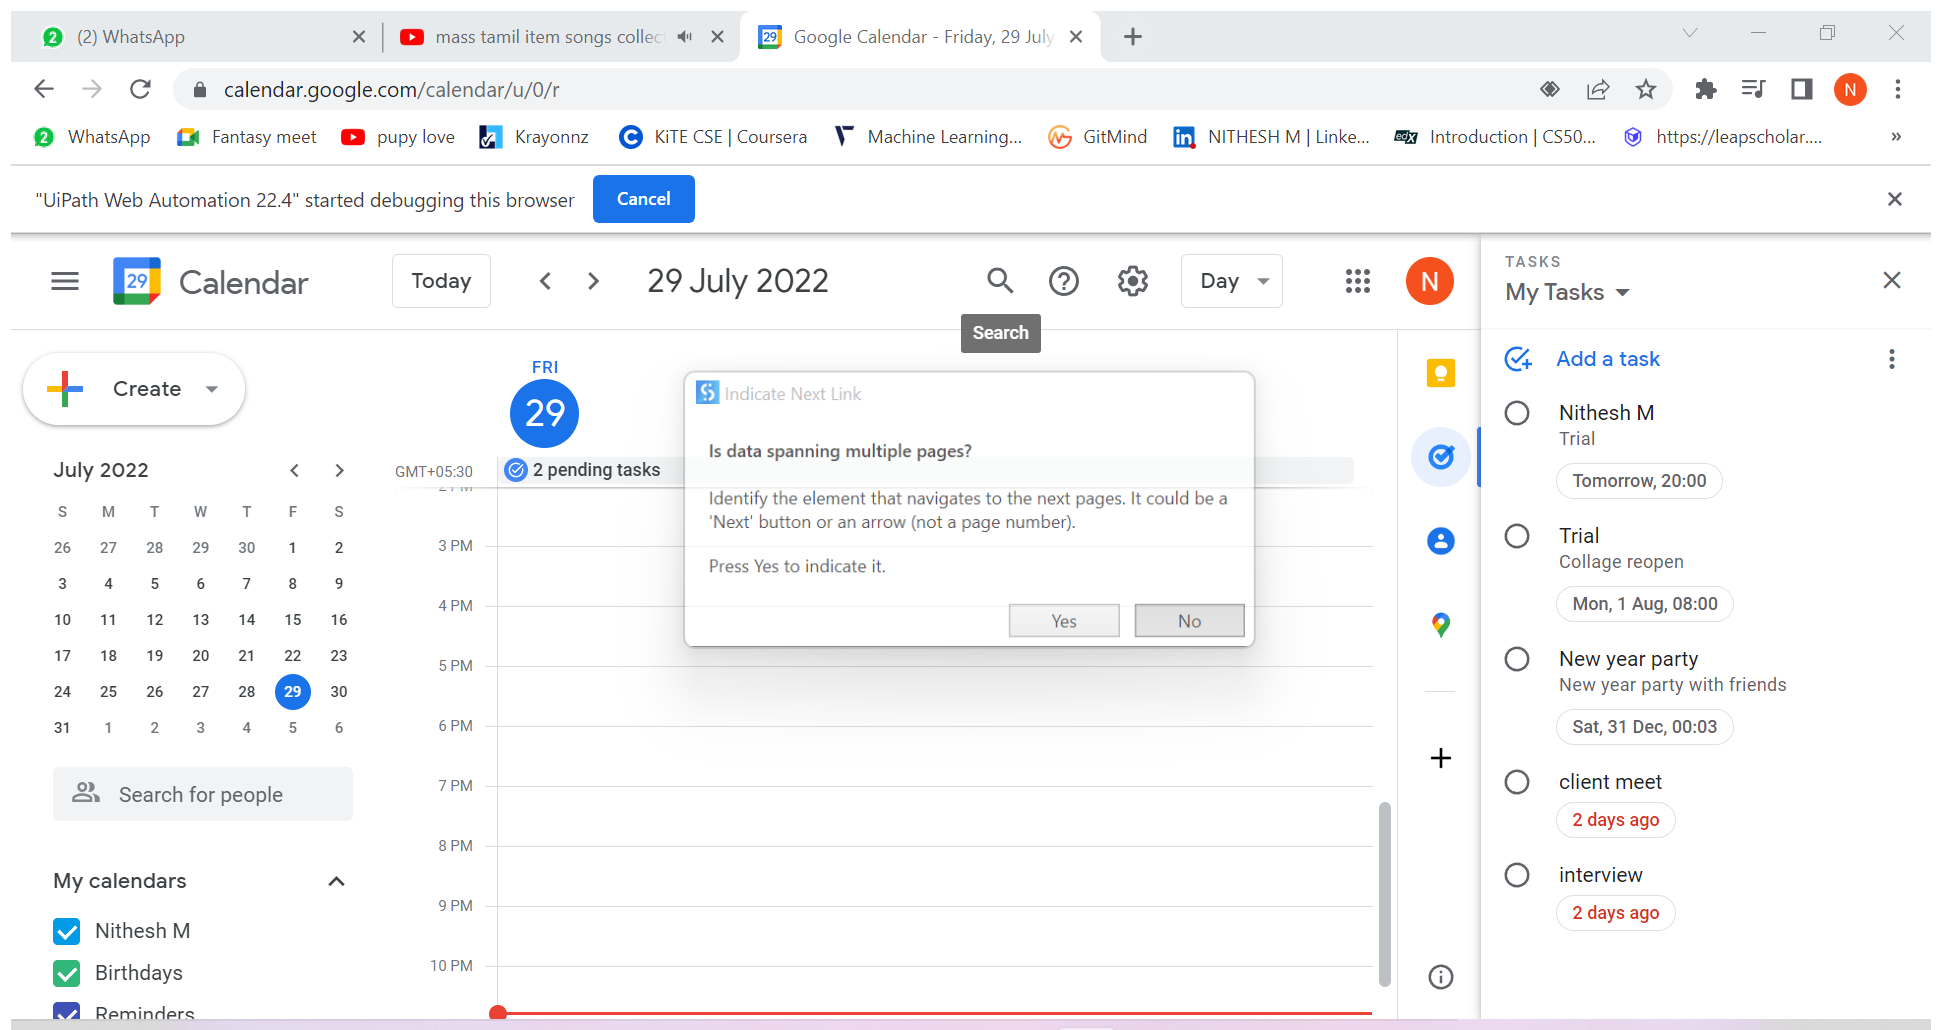 2 (2) WhatsApp
mass tamil item songs collec
29 Google Calendar - Friday, 29 July
calendar.google.com/calendar/u/0/r
N
2 WhatsApp Fantasy meet pupy love Krayonnz KiTE CSE | Coursera Machine Learning... GitMind NITHESH M | Linke... edX Introduction | CS50... https://leapscholar.... »
"UiPath Web Automation 22.4" started debugging this browser Cancel
29 Calendar Today 29 July 2022 Day N
Search
Create
July 2022
S M T W T F S
26 27 28 29 30 1 2
3 4 5 6 7 8 9
10 11 12 13 14 15 16
17 18 19 20 21 22 23
24 25 26 27 28 29 30
31 1 2 3 4 5 6
Search for people
My calendars
Nithesh M
Birthdays
Reminders
FRI
29
GMT+05:30 2 pending tasks
3 PM
4 PM
5 PM
6 PM
7 PM
8 PM
9 PM
10 PM
Indicate Next Link
Is data spanning multiple pages?
Identify the element that navigates to the next pages. It could be a
'Next' button or an arrow (not a page number).
Press Yes to indicate it.
Yes No
TASKS
My Tasks
Add a task
Nithesh M
Trial
Tomorrow, 20:00
Trial
Collage reopen
Mon, 1 Aug, 08:00
New year party
New year party with friends
Sat, 31 Dec, 00:03
client meet
2 days ago
interview
2 days ago